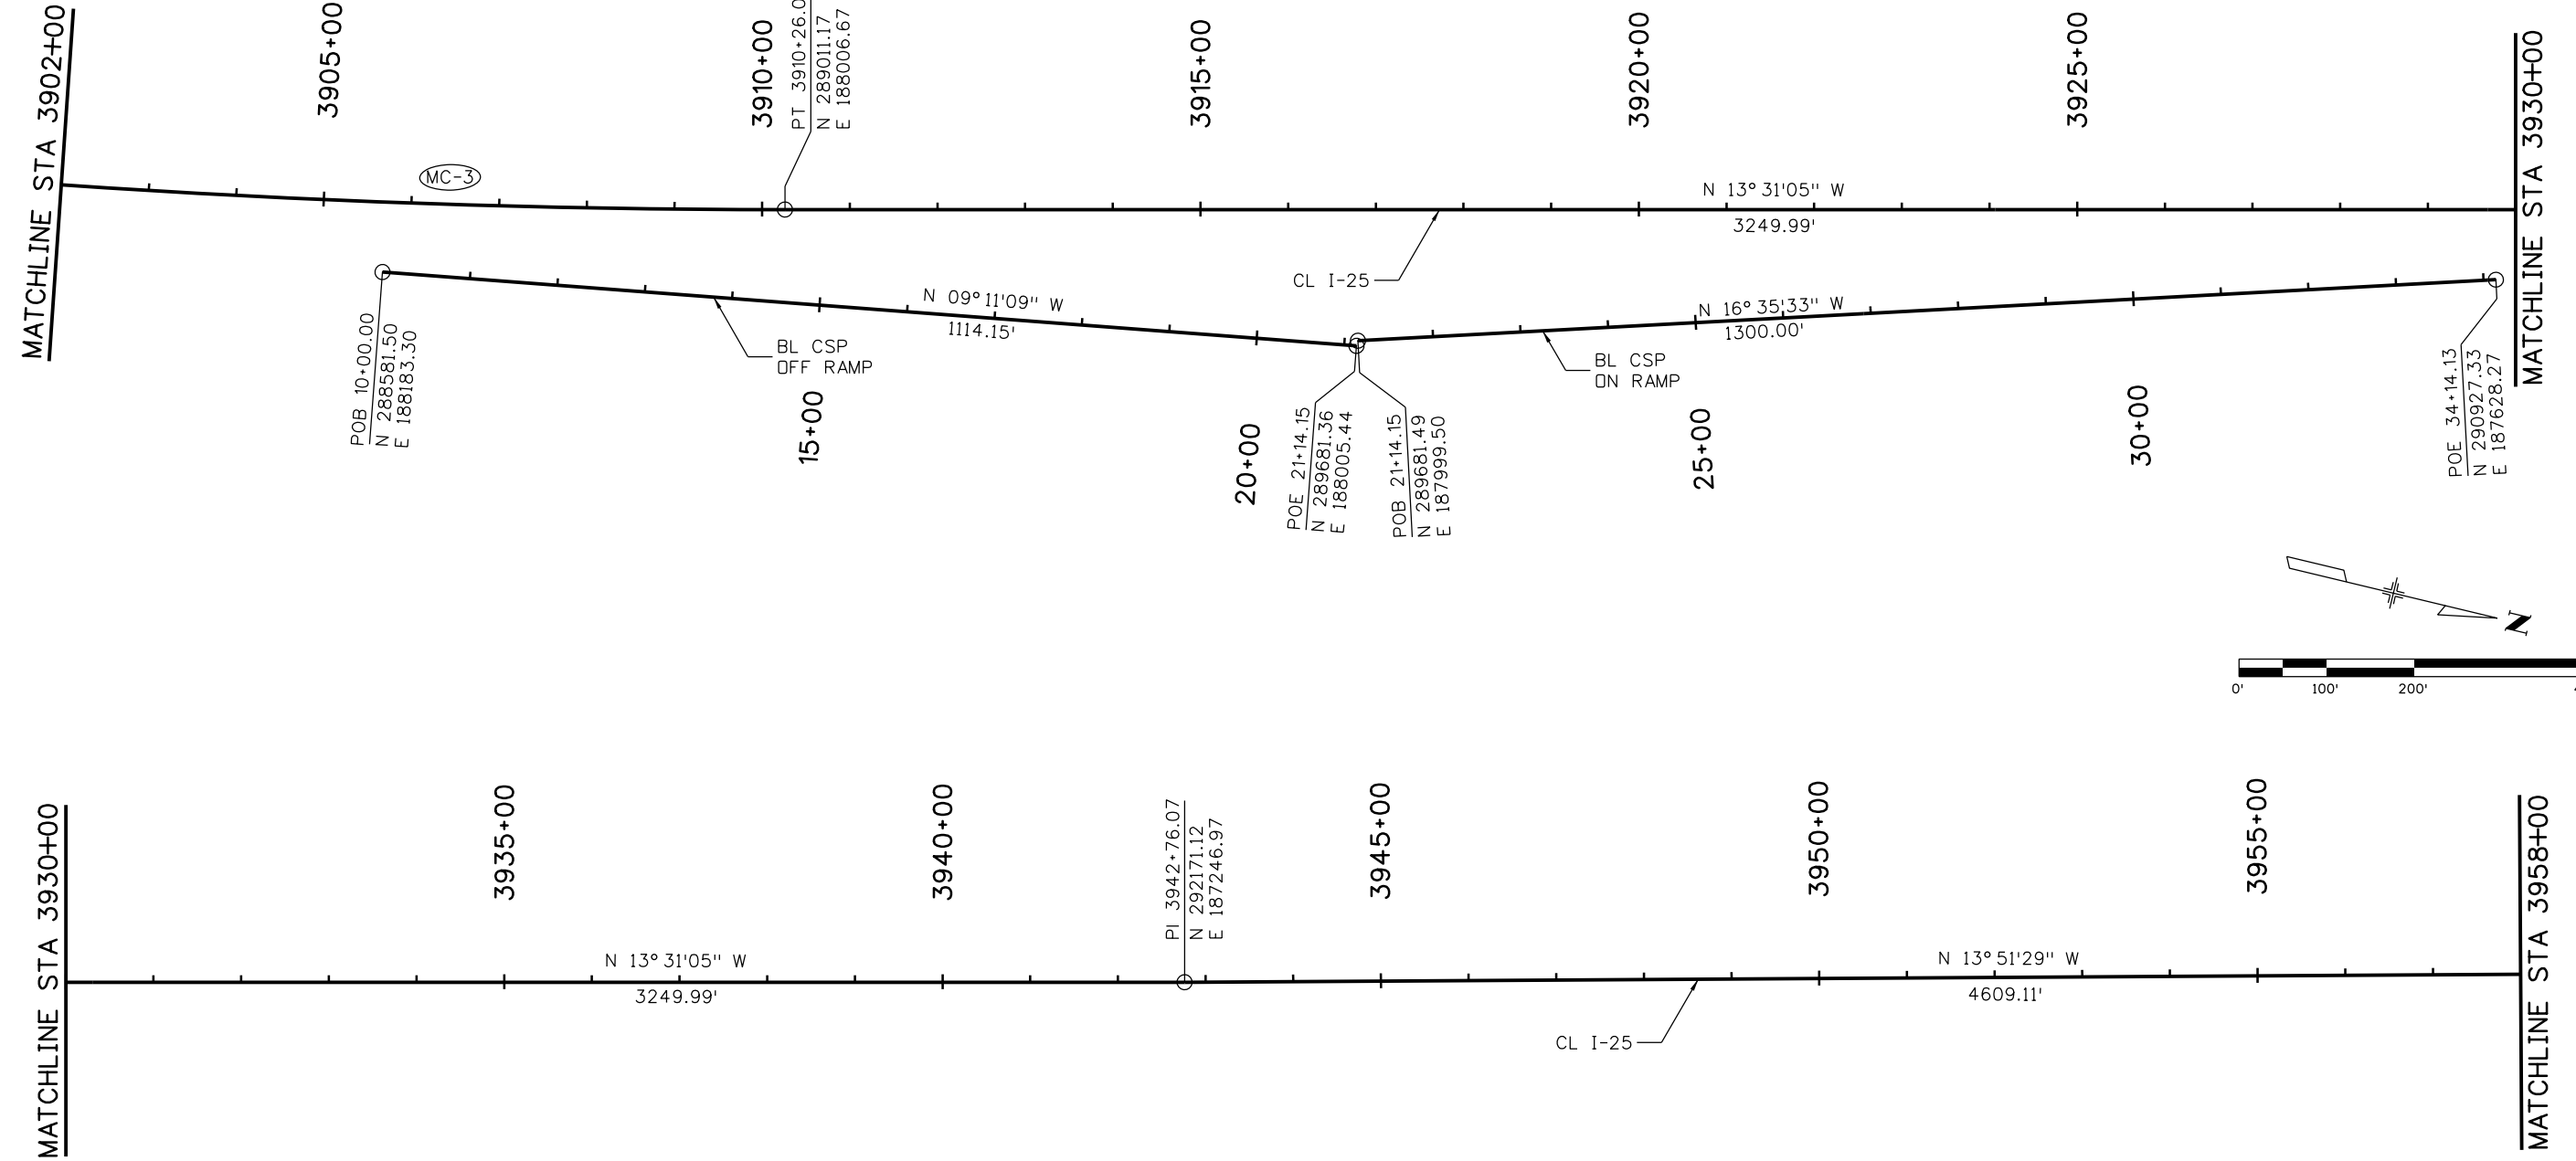 MATCHLINE STA 3902+00
3905+00
3910+00
PT 3910+26.0
N 289011.17
E 188006.67
3915+00
3920+00
3925+00
MATCHLINE STA 3930+00
MC-3
N 13°31'05" W
3249.99'
CL I-25
POB 10+00.00
N 288581.50
E 188183.30
N 09°11'09" W
1114.15'
BL CSP
OFF RAMP
15+00
20+00
POE 21+14.15
N 289681.36
E 188005.44
POB 21+14.15
N 289681.49
E 187999.50
N 16°35'33" W
1300.00'
BL CSP
ON RAMP
25+00
30+00
POE 34+14.13
N 290927.33
E 187628.27
N
0' 100' 200'
MATCHLINE STA 3930+00
3935+00
3940+00
PI 3942+76.07
N 292171.12
E 187246.97
3945+00
3950+00
3955+00
MATCHLINE STA 3958+00
N 13°31'05" W
3249.99'
N 13°51'29" W
4609.11'
CL I-25